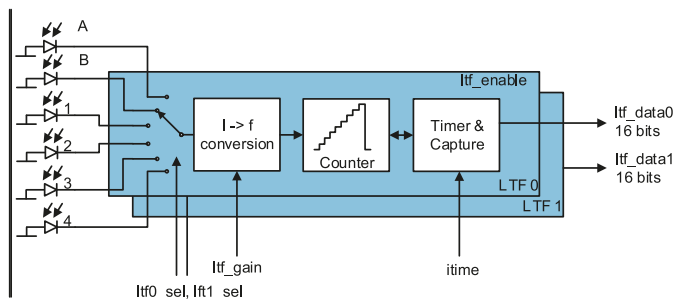 A
B
1
2
3
4
ltf_enable
I -> f
conversion
Counter
Timer &
Capture
ltf_data0
16 bits
ltf_data1
16 bits
LTF 0
LTF 1
ltf_gain
itime
ltf0 sel, lft1 sel